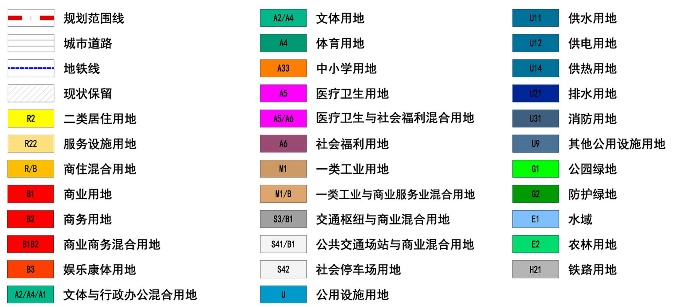 规划范围线
城市道路
地铁线
现状保留
R2 二类居住用地
R22 服务设施用地
R/B 商住混合用地
B1 商业用地
B2 商务用地
B1B2 商业商务混合用地
B3 娱乐康体用地
A2/A4/A1 文体与行政办公混合用地
A2/A4 文体用地
A4 体育用地
A33 中小学用地
A5 医疗卫生用地
A5/A6 医疗卫生与社会福利混合用地
A6 社会福利用地
M1 一类工业用地
M1/B 一类工业与商业服务业混合用地
S3/B1 交通枢纽与商业混合用地
S41/B1 公共交通场站与商业混合用地
S42 社会停车场用地
U 公用设施用地
U11 供水用地
U12 供电用地
U14 供热用地
U21 排水用地
U31 消防用地
U9 其他公用设施用地
G1 公园绿地
G2 防护绿地
E1 水域
E2 农林用地
H21 铁路用地